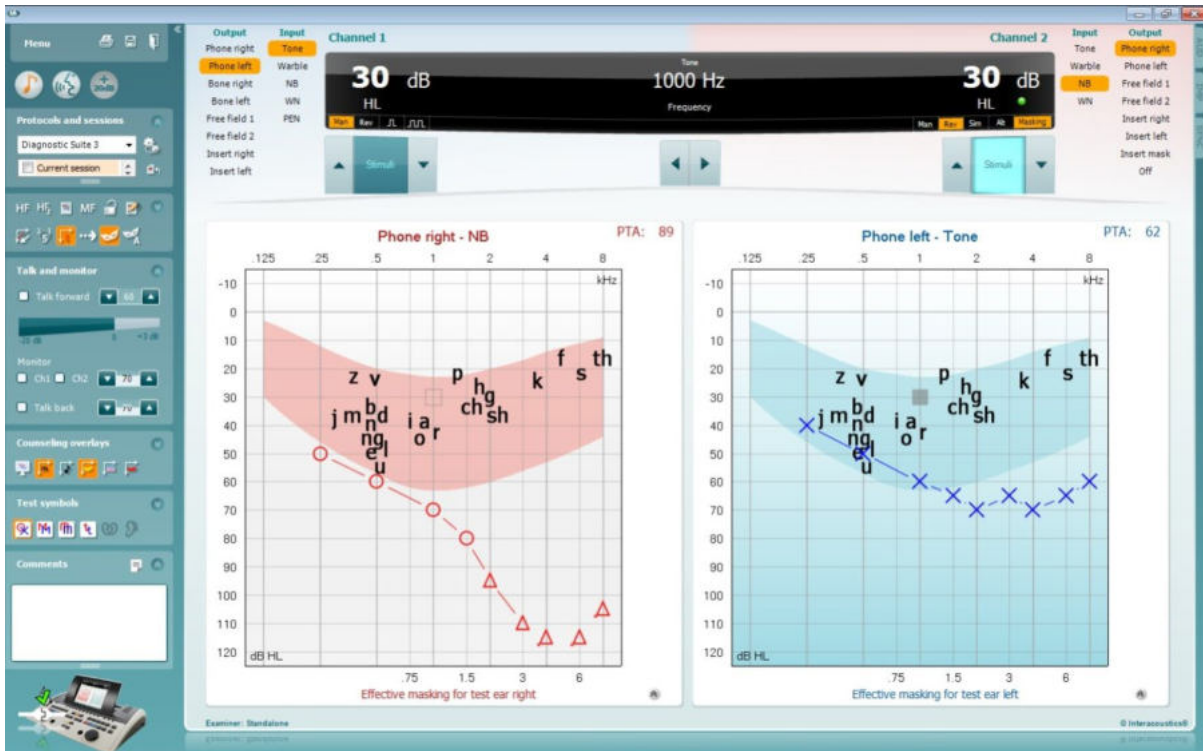 Menu
Protocols and sessions
Diagnostic Suite 3
Current session
HF
MF
Talk and monitor
Talk forward 60
-20 dB 0 +3 dB
Monitor
Ch1 Ch2 70
Talk back 70
Counseling overlays
Test symbols
Comments
Output Input
Phone right Tone
Phone left Warble
Bone right NB
Bone left WN
Free field 1 PEN
Free field 2
Insert right
Insert left
Channel 1
30 dB
HL
Man Rev
Tone
1000 Hz
Frequency
Channel 2
30 dB
HL
Man Rev Sim Alt Masking
Stimuli
Stimuli
Input Output
Tone Phone right
Warble Phone left
NB Free field 1
WN Free field 2
Insert right
Insert left
Insert mask
Off
Phone right - NB
PTA: 89
.125 .25 .5 1 2 4 8
kHz
-10
0
10
20
30
40
50
60
70
80
90
100
110
120
dB HL
z v p f s th
h g k
j m b d n ch sh
i a o r
ng e l u
.75 1.5 3 6
Effective masking for test ear right
Phone left - Tone
PTA: 62
.125 .25 .5 1 2 4 8
kHz
-10
0
10
20
30
40
50
60
70
80
90
100
110
120
dB HL
z v p f s th
h g k
j m b d n ch sh
i a o r
ng e l u
.75 1.5 3 6
Effective masking for test ear left
Examiner: Standalone
© Interacoustics®